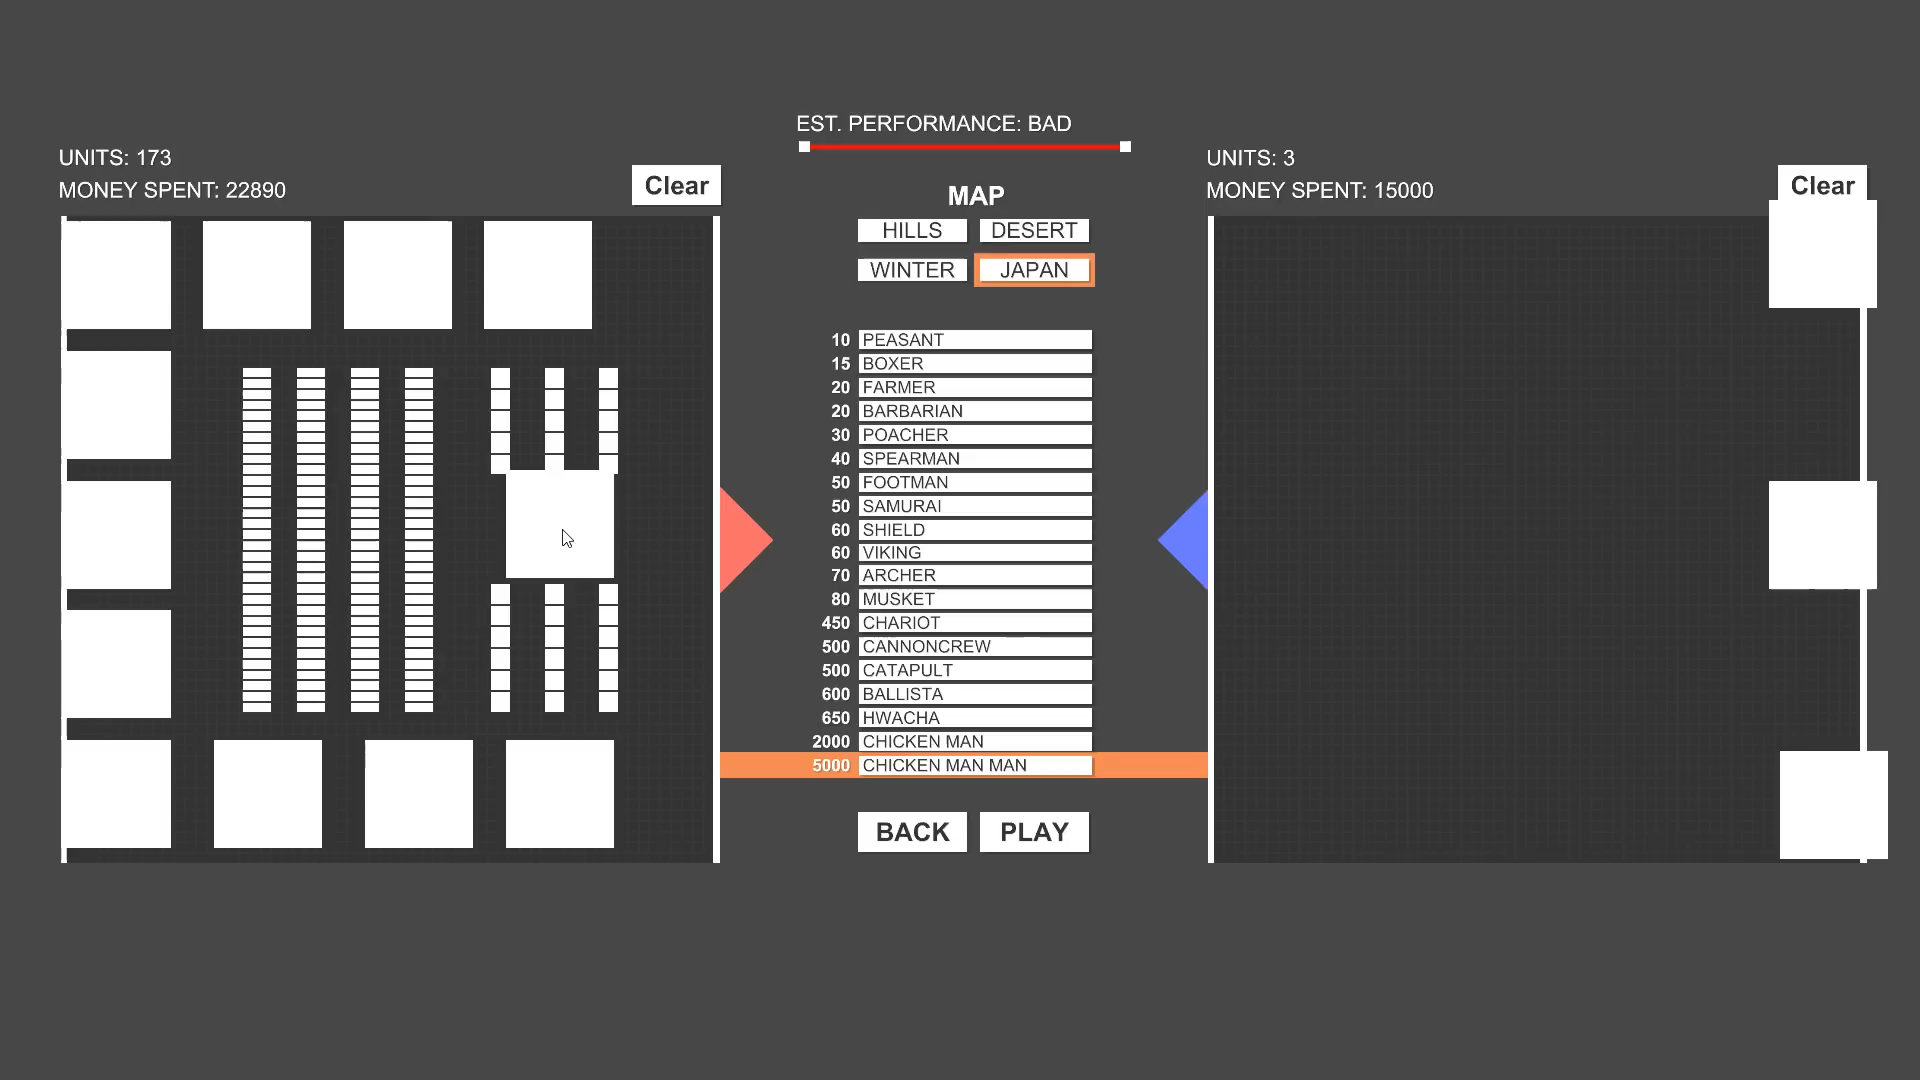 EST. PERFORMANCE: BAD
UNITS: 173
MONEY SPENT: 22890
Clear
UNITS: 3
MONEY SPENT: 15000
Clear
MAP
HILLS DESERT
WINTER JAPAN
10 PEASANT
15 BOXER
20 FARMER
20 BARBARIAN
30 POACHER
40 SPEARMAN
50 FOOTMAN
50 SAMURAI
60 SHIELD
60 VIKING
70 ARCHER
80 MUSKET
450 CHARIOT
500 CANNONCREW
500 CATAPULT
600 BALLISTA
650 HWACHA
2000 CHICKEN MAN
5000 CHICKEN MAN MAN
BACK PLAY